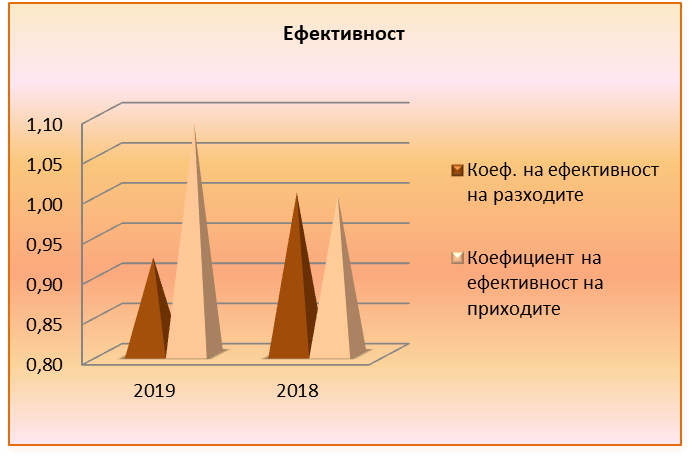 Ефективност
1,10
1,05
1,00
0,95
0,90
0,85
0,80
2019
2018
Коеф. на ефективност
на разходите
Коефициент на
ефективност на
приходите